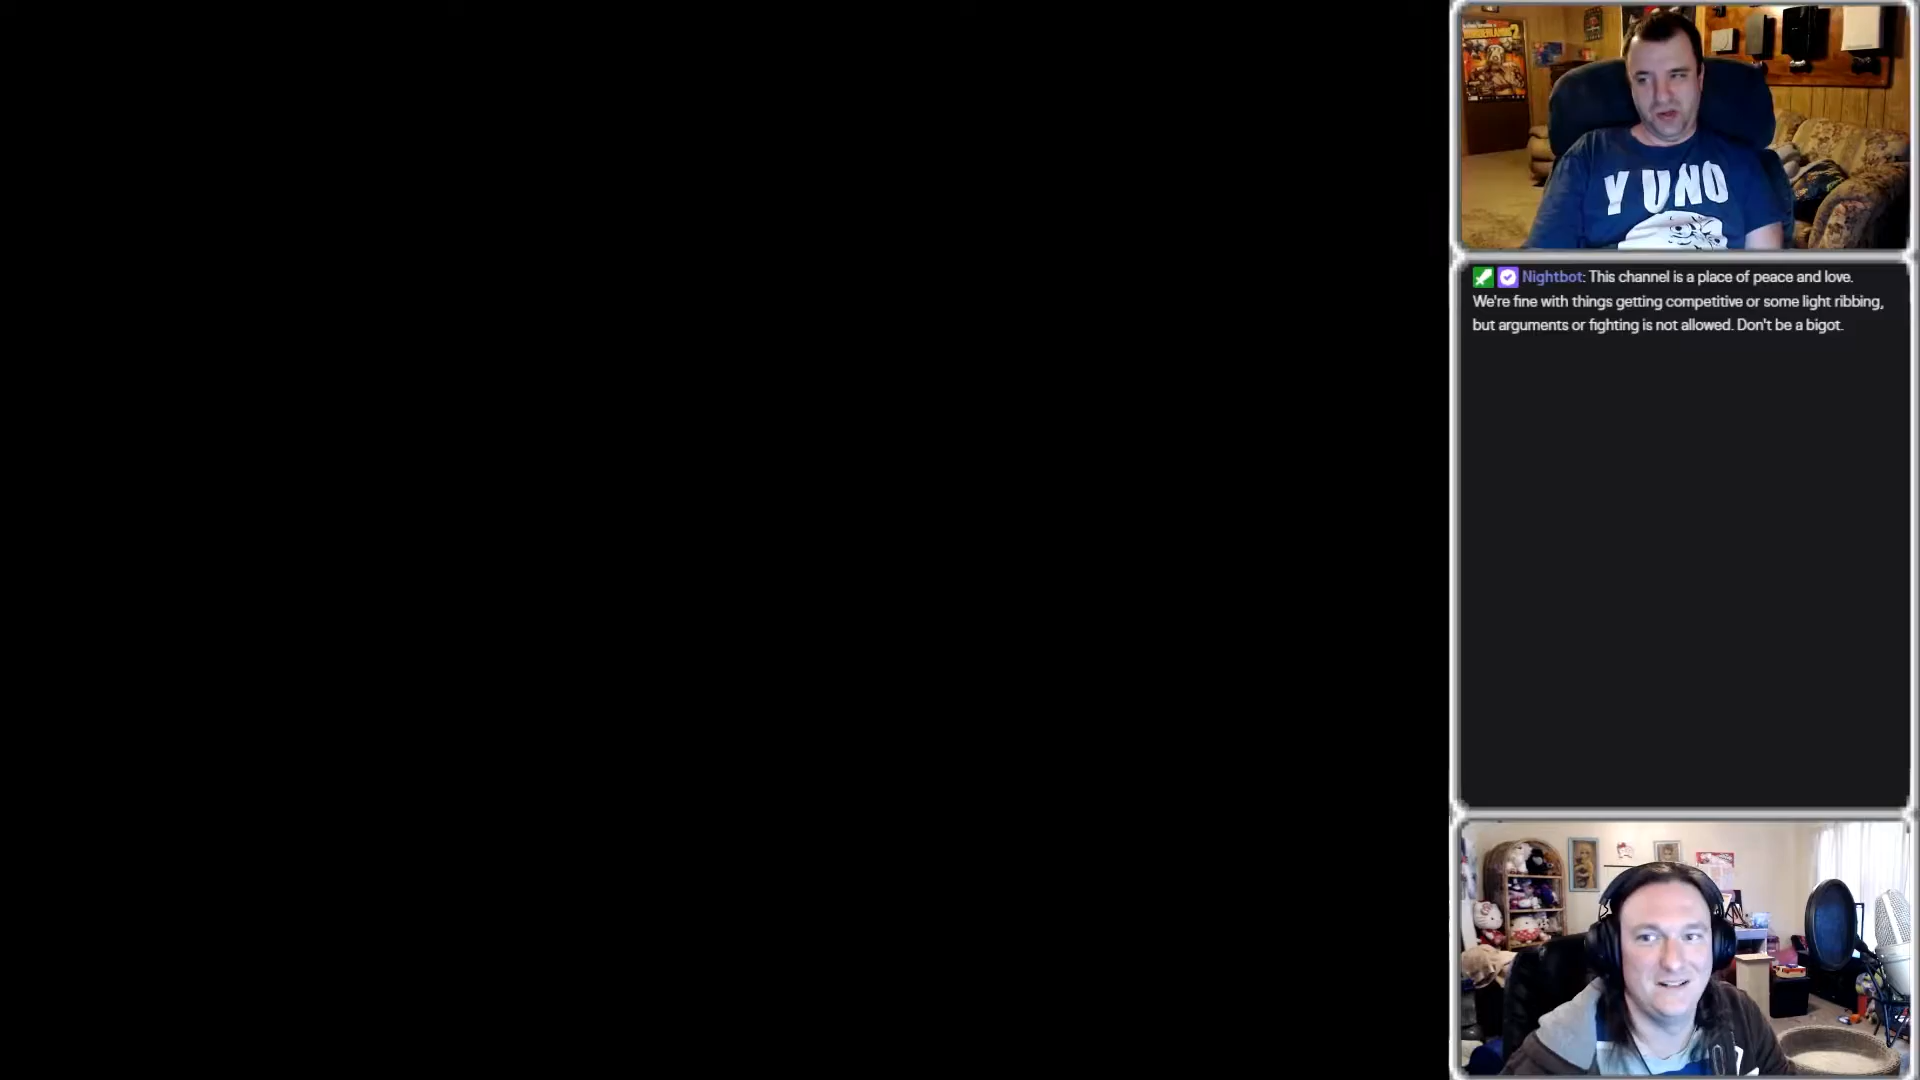 Y U NO
Nightbot: This channel is a place of peace and love.
We're fine with things getting competitive or some light ribbing,
but arguments or fighting is not allowed. Don't be a bigot.